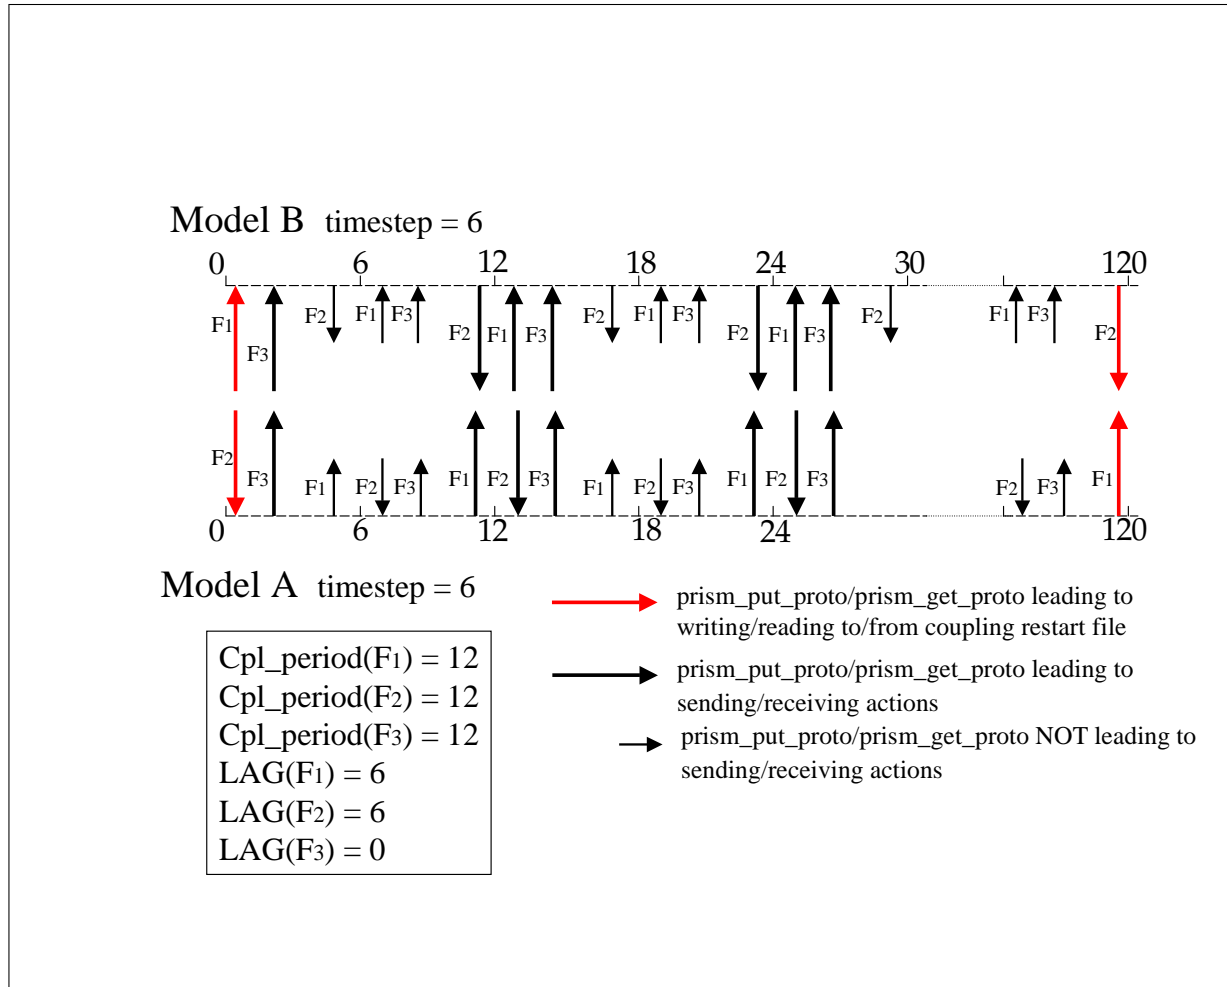 Model B timestep = 6
0 6 12 18 24 30 120
F1 F3 F2 F1 F3 F2 F1 F3 F2 F1 F3 F2 F1 F3 F2 F1 F3 F2
F2 F3 F1 F2 F3 F1 F2 F3 F1 F2 F3 F1 F2 F3 F2 F3 F1
0 6 12 18 24 120
Model A timestep = 6
prism_put_proto/prism_get_proto leading to
writing/reading to/from coupling restart file
prism_put_proto/prism_get_proto leading to
sending/receiving actions
prism_put_proto/prism_get_proto NOT leading to
sending/receiving actions
Cpl_period(F1) = 12
Cpl_period(F2) = 12
Cpl_period(F3) = 12
LAG(F1) = 6
LAG(F2) = 6
LAG(F3) = 0